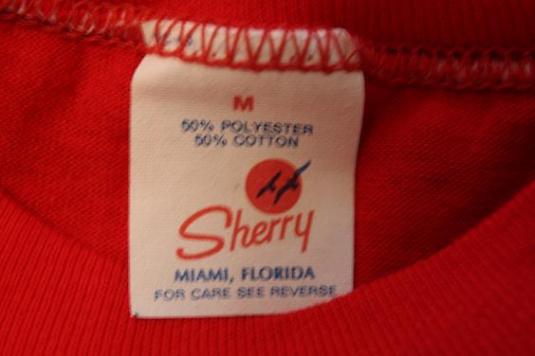 M
50% POLYESTER
50% COTTON
Sherry
MIAMI, FLORIDA
FOR CARE SEE REVERSE